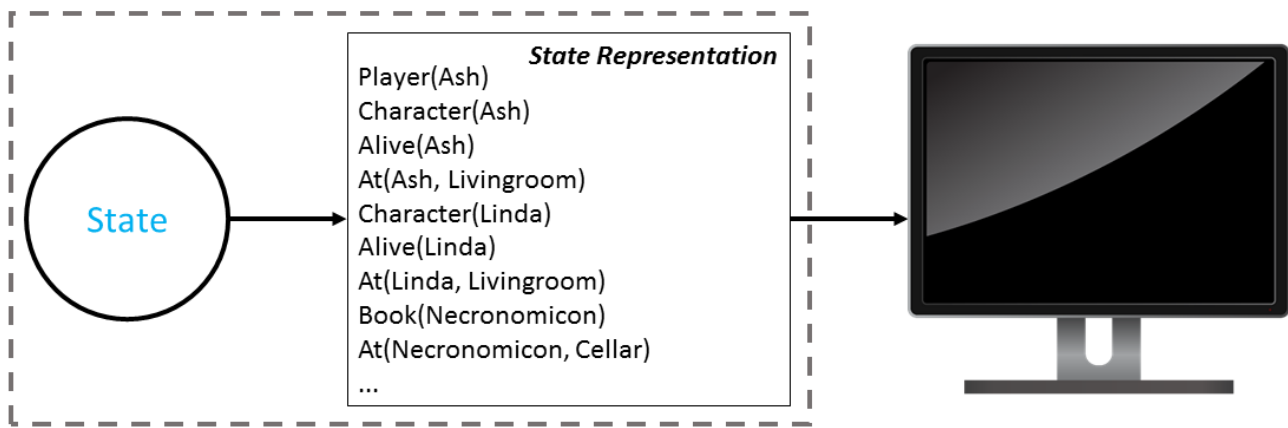 State
State Representation
Player(Ash)
Character(Ash)
Alive(Ash)
At(Ash, Livingroom)
Character(Linda)
Alive(Linda)
At(Linda, Livingroom)
Book(Necronomicon)
At(Necronomicon, Cellar)
...